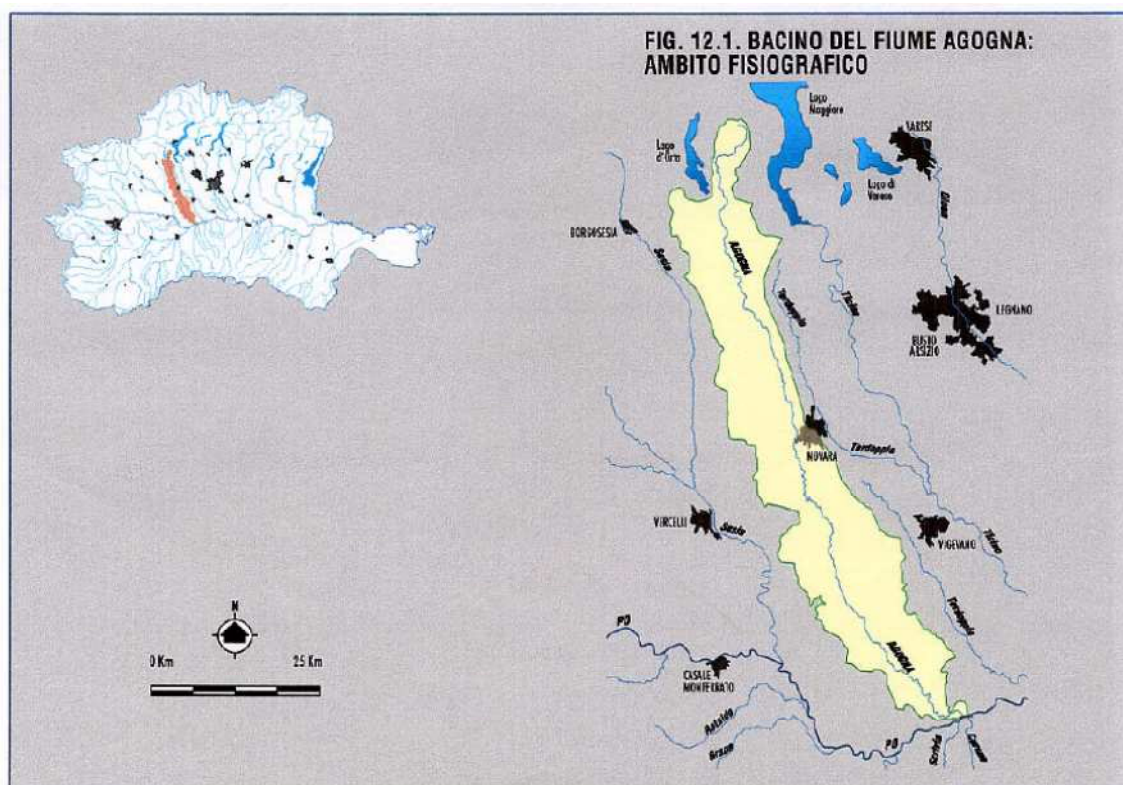 FIG. 12.1. BACINO DEL FIUME AGOGNA:
AMBITO FISIOGRAFICO
Lago
Maggiore
VARESE
Lago
d'Orta
Lago di
Varese
Olona
BORGOSESIA
Sesia
AGOGNA
Terdoppio
Ticino
LEGNANO
BUSTO
ARSIZIO
NOVARA
Terdoppio
VERCELLI
Sesia
VIGEVANO
Ticino
Terdoppio
N
PO
0 Km
25 Km
CASALE
MONFERRATO
AGOGNA
Rotaldo
Grana
PO
Scrivia
Curone